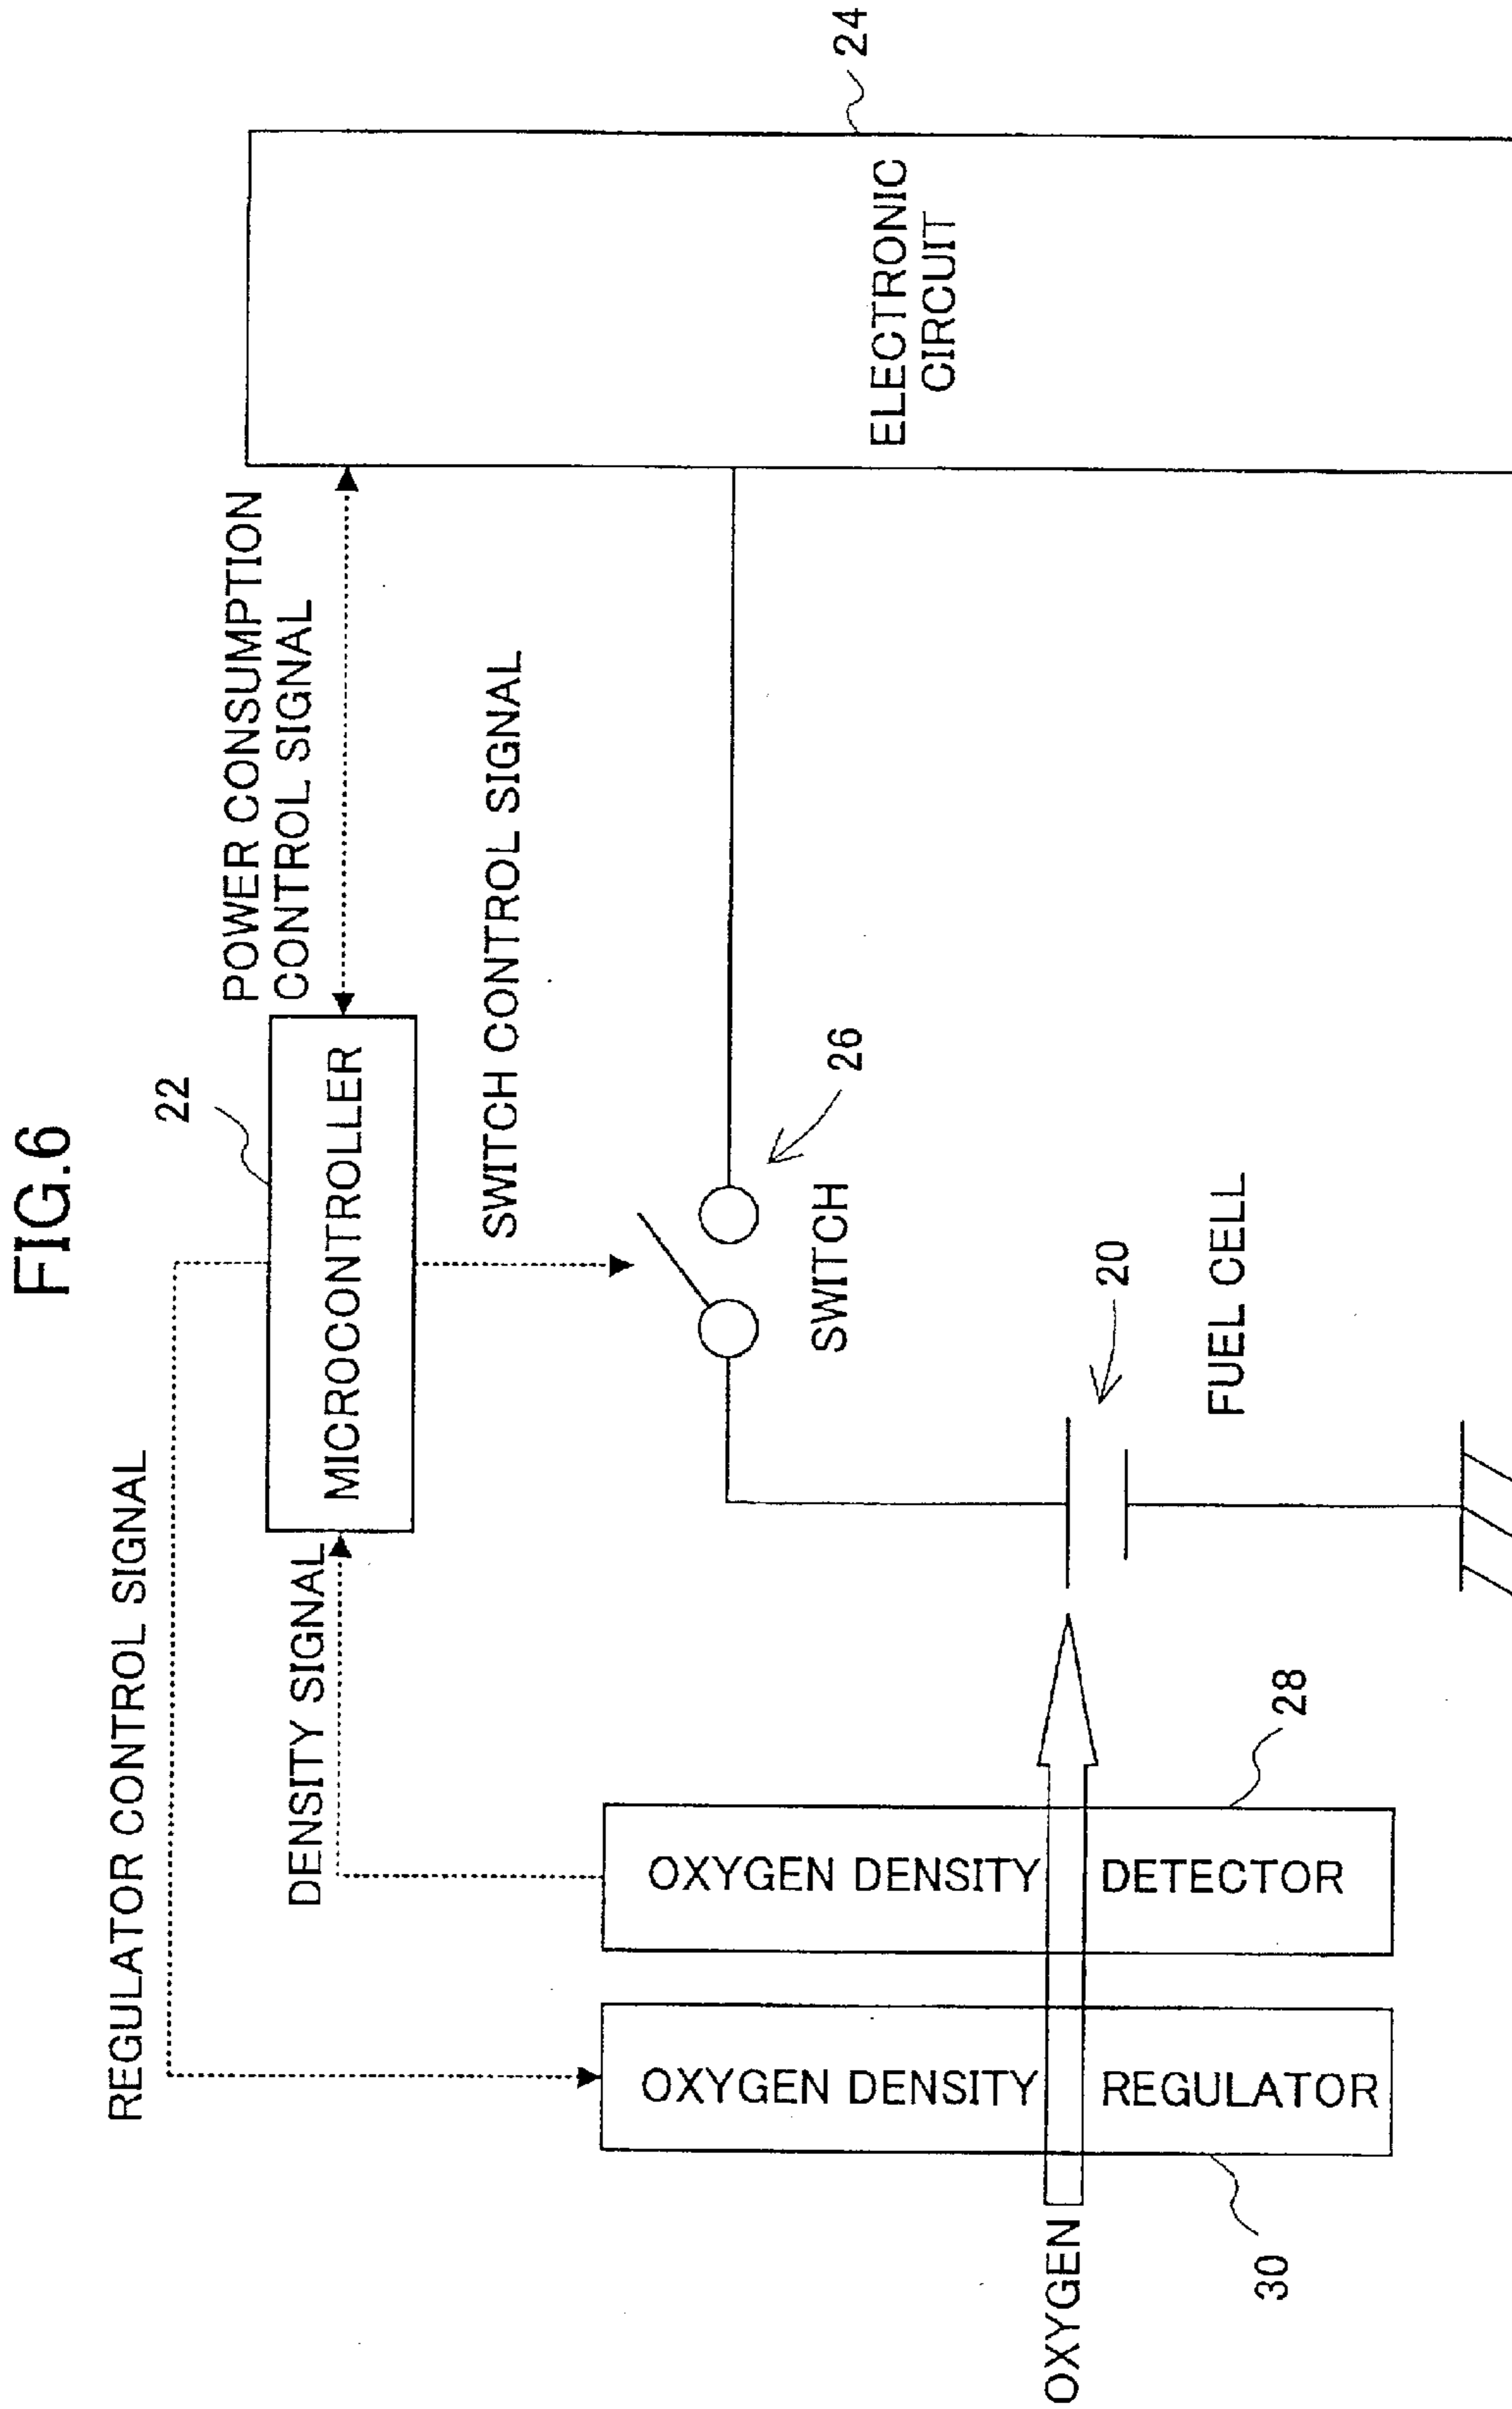 FIG.6
REGULATOR CONTROL SIGNAL
22
POWER CONSUMPTION
CONTROL SIGNAL
DENSITY SIGNAL
MICROCONTROLLER
SWITCH CONTROL SIGNAL
24
ELECTRONIC
CIRCUIT
26
SWITCH
20
FUEL CELL
OXYGEN DENSITY REGULATOR
OXYGEN DENSITY DETECTOR
OXYGEN
30
28